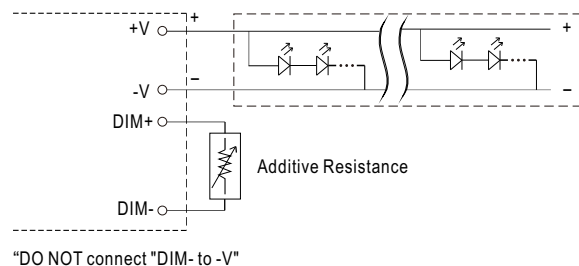 +V
+
+
-V
–
–
DIM+
Additive Resistance
DIM-
“DO NOT connect "DIM- to -V"